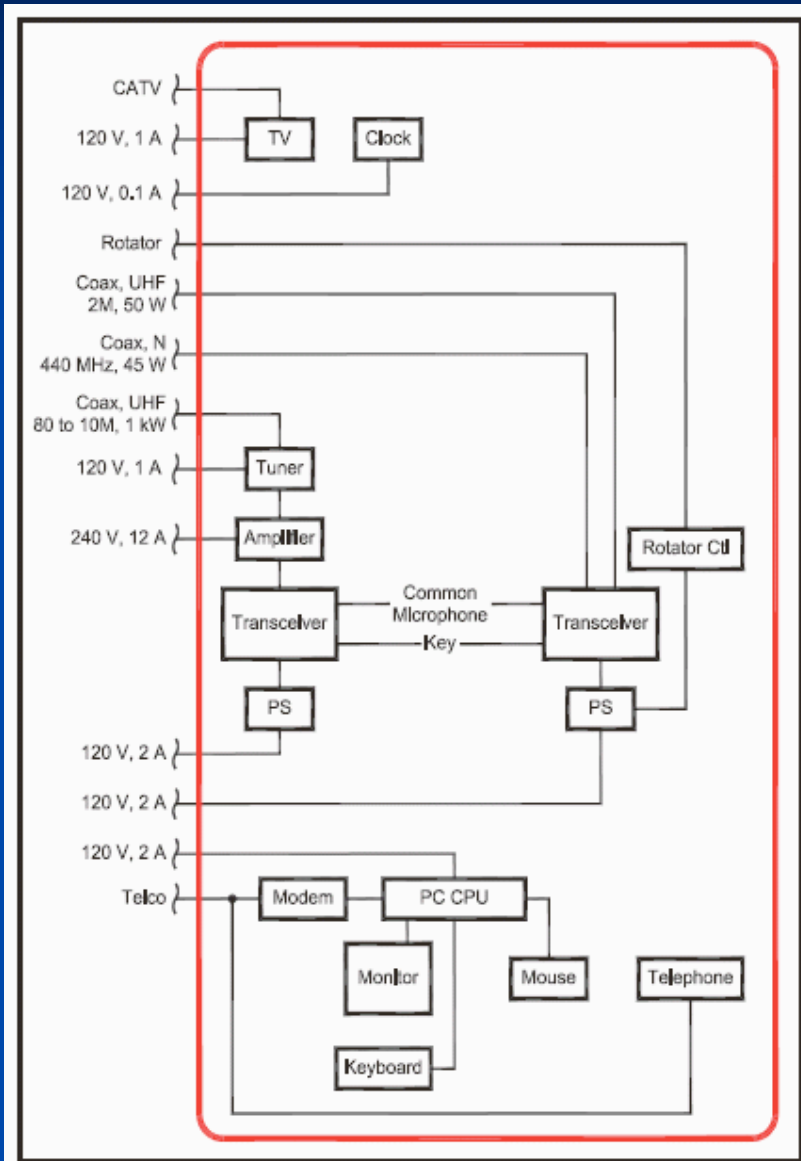 CATV
120 V, 1 A
TV
Clock
120 V, 0.1 A
Rotator
Coax, UHF
2M, 50 W
Coax, N
440 MHz, 45 W
Coax, UHF
80 to 10M, 1 kW
120 V, 1 A
Tuner
240 V, 12 A
Amplifier
Rotator Ctl
Transceiver
Common
Microphone
Key
Transceiver
PS
PS
120 V, 2 A
120 V, 2 A
120 V, 2 A
Telco
Modem
PC CPU
Monitor
Mouse
Telephone
Keyboard